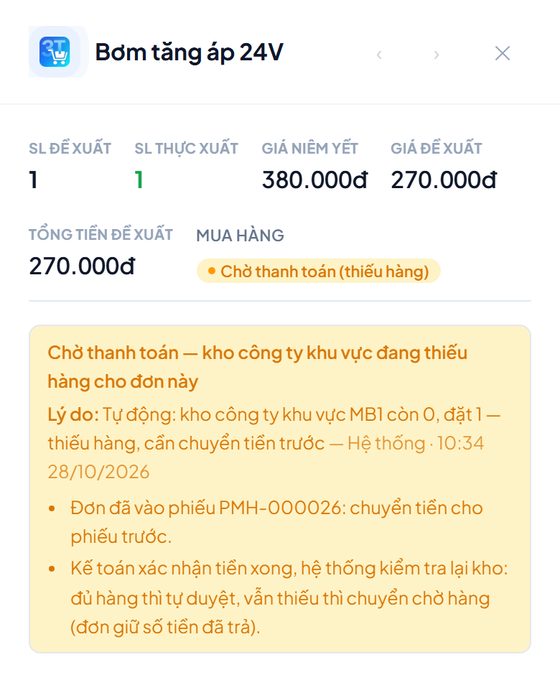 3T
Bơm tăng áp 24V
SL ĐỀ XUẤT SL THỰC XUẤT GIÁ NIÊM YẾT GIÁ ĐỀ XUẤT
1 1 380.000đ 270.000đ
TỔNG TIỀN ĐỀ XUẤT MUA HÀNG
270.000đ Chờ thanh toán (thiếu hàng)
Chờ thanh toán — kho công ty khu vực đang thiếu
hàng cho đơn này
Lý do: Tự động: kho công ty khu vực MB1 còn 0, đặt 1 —
thiếu hàng, cần chuyển tiền trước — Hệ thống · 10:34
28/10/2026
• Đơn đã vào phiếu PMH-000026: chuyển tiền cho
phiếu trước.
• Kế toán xác nhận tiền xong, hệ thống kiểm tra lại kho:
đủ hàng thì tự duyệt, vẫn thiếu thì chuyển chờ hàng
(đơn giữ số tiền đã trả).